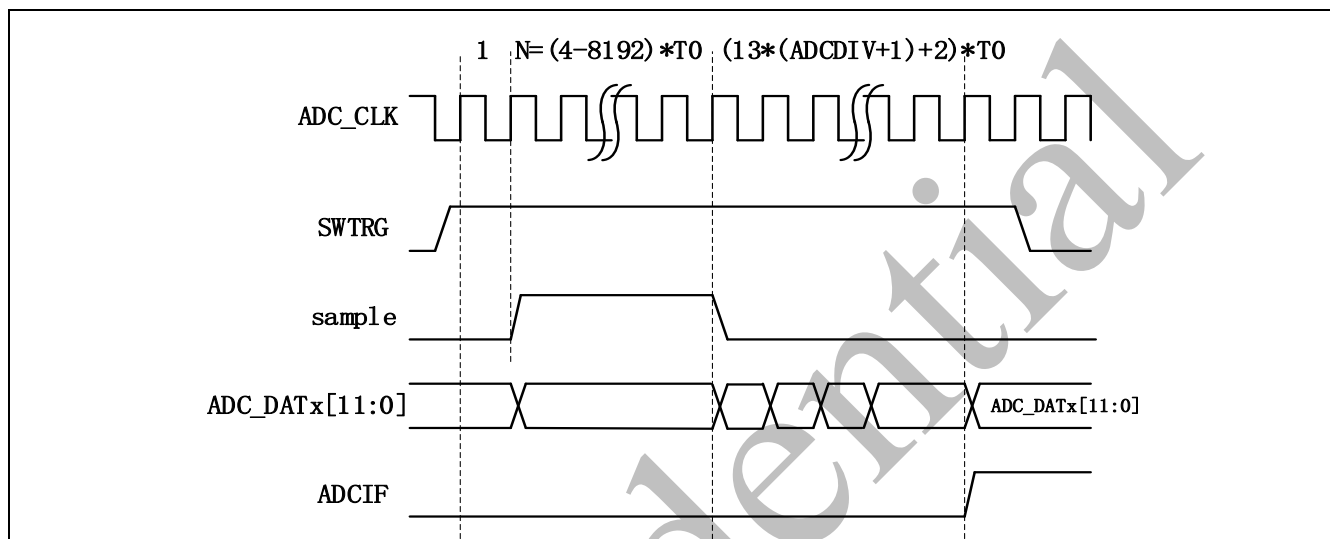 1 N=(4-8192)*T0 (13*(ADCDIV+1)+2)*T0
ADC_CLK
SWTRG
sample
ADC_DATx[11:0] ADC_DATx[11:0]
ADCIF
dential